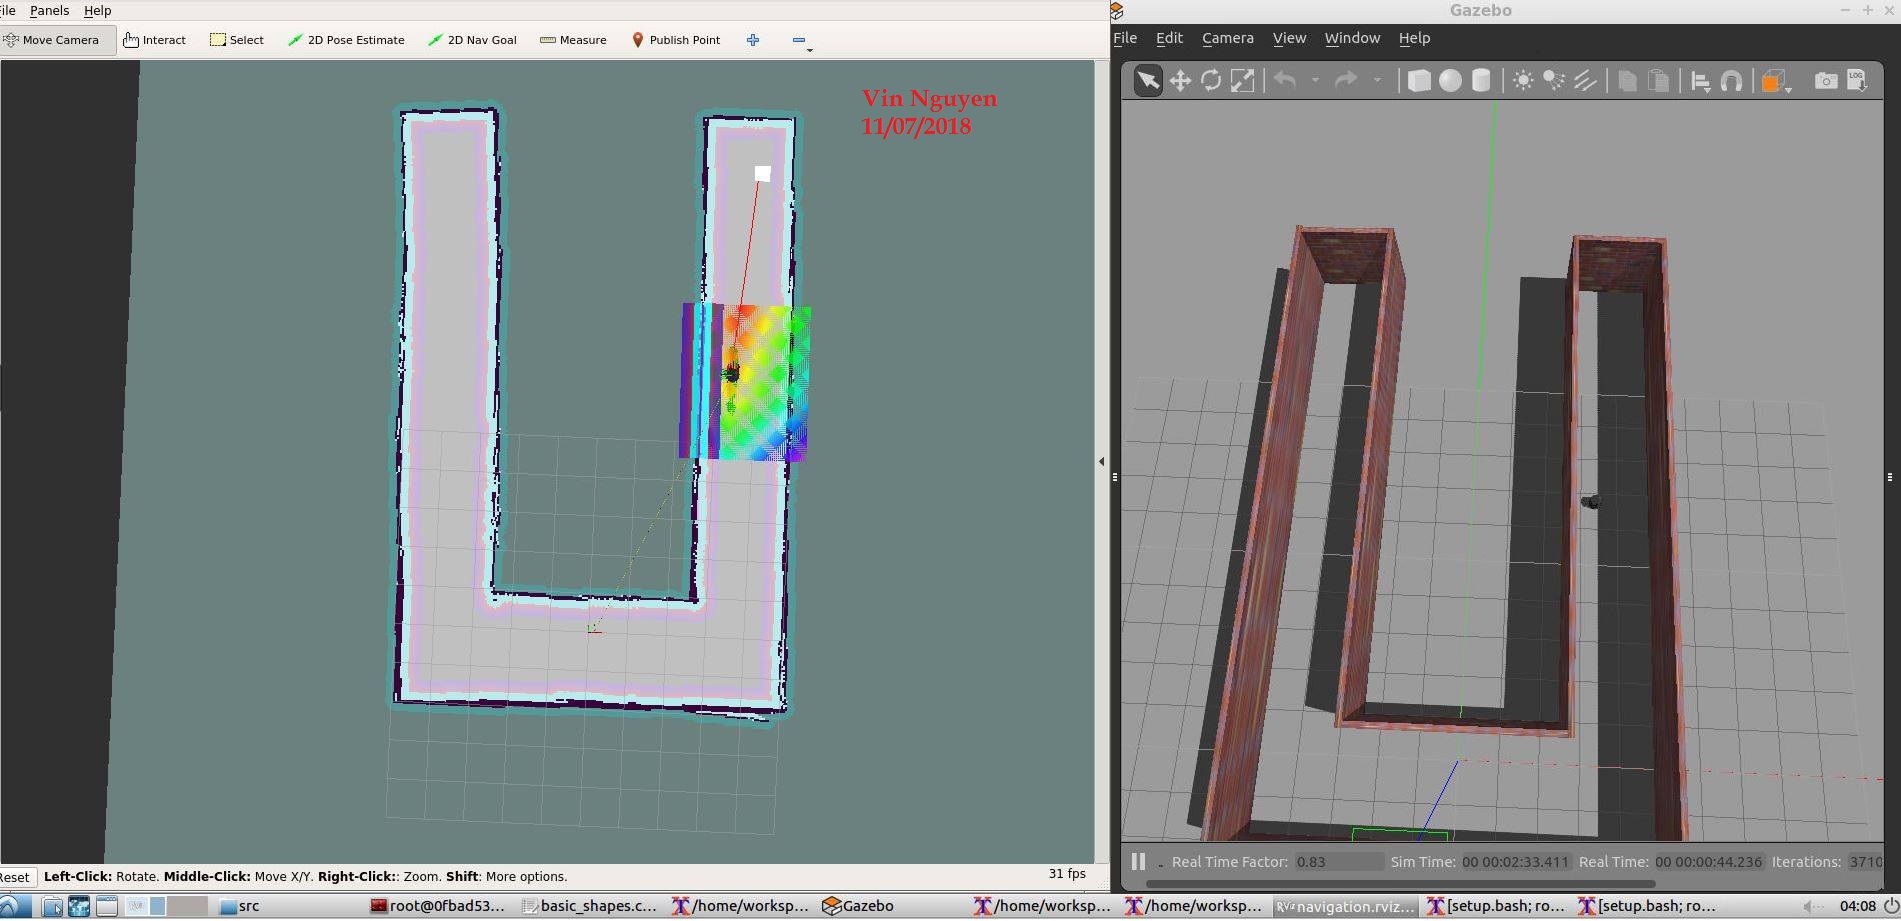 ile Panels Help
Move Camera Interact Select 2D Pose Estimate 2D Nav Goal Measure Publish Point
Vin Nguyen
11/07/2018
Reset Left-Click: Rotate. Middle-Click: Move X/Y. Right-Click:: Zoom. Shift: More options. 31 fps
Gazebo
File Edit Camera View Window Help
LOG
Real Time Factor: 0.83 Sim Time: 00 00:02:33.411 Real Time: 00 00:00:44.236 Iterations: 3710
src root@0fbad53... basic_shapes.c... /home/worksp... Gazebo /home/worksp... /home/worksp... RViz navigation.rviz... [setup.bash; ro... [setup.bash; ro... 04:08